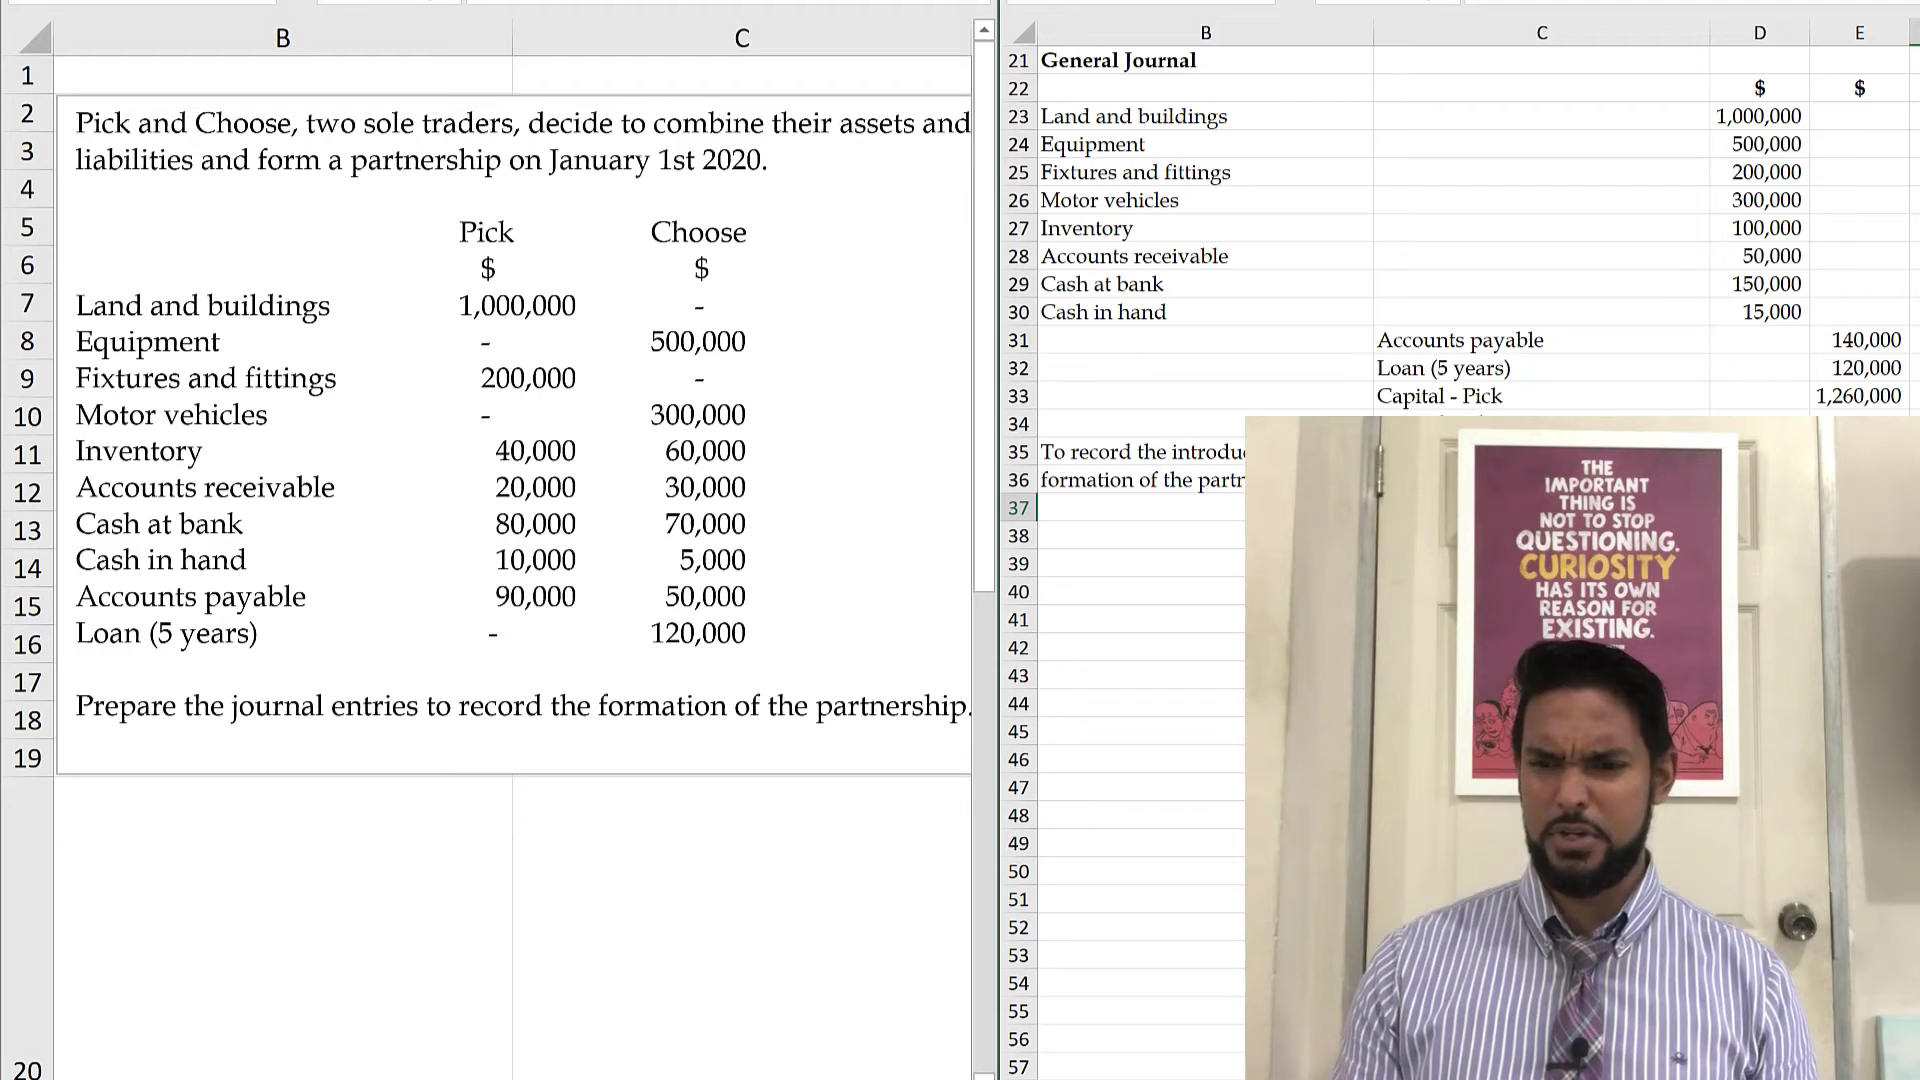 B C
1
2 Pick and Choose, two sole traders, decide to combine their assets and
3 liabilities and form a partnership on January 1st 2020.
4
5 Pick Choose
6 $ $
7 Land and buildings 1,000,000 -
8 Equipment - 500,000
9 Fixtures and fittings 200,000 -
10 Motor vehicles - 300,000
11 Inventory 40,000 60,000
12 Accounts receivable 20,000 30,000
13 Cash at bank 80,000 70,000
14 Cash in hand 10,000 5,000
15 Accounts payable 90,000 50,000
16 Loan (5 years) - 120,000
17
18 Prepare the journal entries to record the formation of the partnership.
19
20
B C D E
21 General Journal
22 $ $
23 Land and buildings 1,000,000
24 Equipment 500,000
25 Fixtures and fittings 200,000
26 Motor vehicles 300,000
27 Inventory 100,000
28 Accounts receivable 50,000
29 Cash at bank 150,000
30 Cash in hand 15,000
31 Accounts payable 140,000
32 Loan (5 years) 120,000
33 Capital - Pick 1,260,000
34
35 To record the introdu
36 formation of the partn
37
38
39
40
41
42
43
44
45
46
47
48
49
50
51
52
53
54
55
56
57
THE
IMPORTANT
THING IS
NOT TO STOP
QUESTIONING.
CURIOSITY
HAS ITS OWN
REASON FOR
EXISTING.